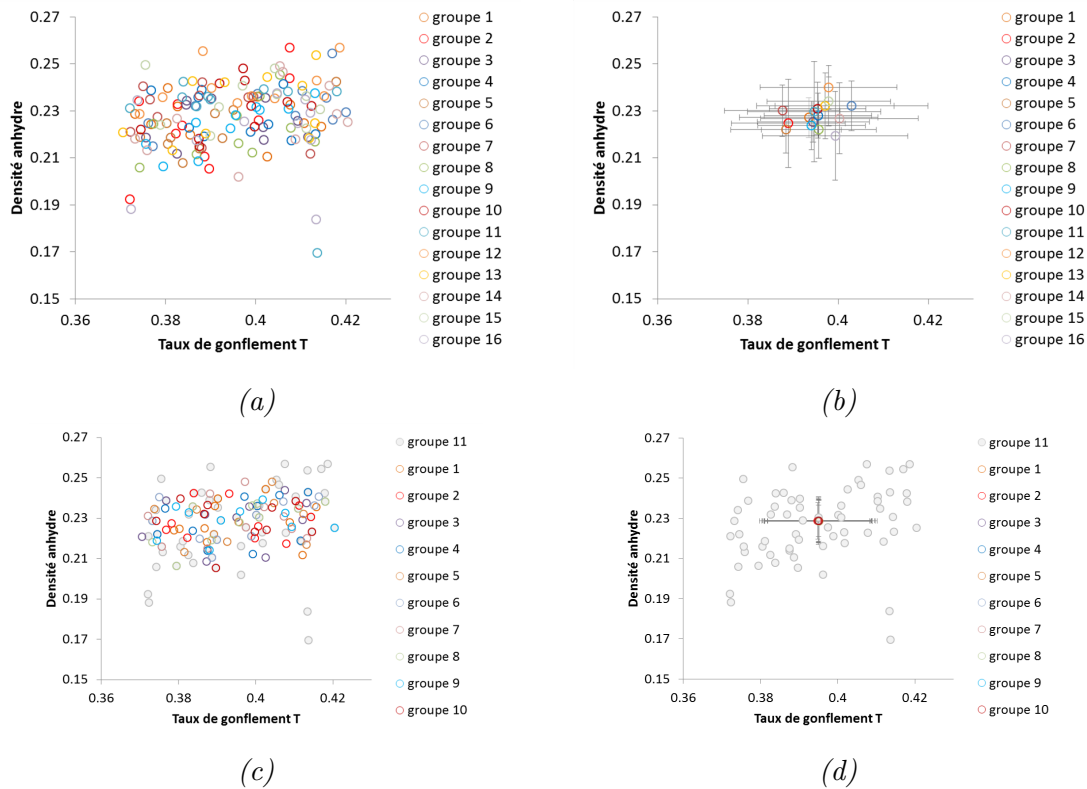 0.27
0.25
0.23
0.21
0.19
0.17
0.15
0.36
0.38
0.4
0.42
Densité anhydre
Taux de gonflement T
groupe 1
groupe 2
groupe 3
groupe 4
groupe 5
groupe 6
groupe 7
groupe 8
groupe 9
groupe 10
groupe 11
groupe 12
groupe 13
groupe 14
groupe 15
groupe 16
(a)
0.27
0.25
0.23
0.21
0.19
0.17
0.15
0.36
0.38
0.4
0.42
Densité anhydre
Taux de gonflement T
groupe 1
groupe 2
groupe 3
groupe 4
groupe 5
groupe 6
groupe 7
groupe 8
groupe 9
groupe 10
groupe 11
groupe 12
groupe 13
groupe 14
groupe 15
groupe 16
(b)
0.27
0.25
0.23
0.21
0.19
0.17
0.15
0.36
0.38
0.4
0.42
Densité anhydre
Taux de gonflement T
groupe 11
groupe 1
groupe 2
groupe 3
groupe 4
groupe 5
groupe 6
groupe 7
groupe 8
groupe 9
groupe 10
(c)
0.27
0.25
0.23
0.21
0.19
0.17
0.15
0.36
0.38
0.4
0.42
Densité anhydre
Taux de gonflement T
groupe 11
groupe 1
groupe 2
groupe 3
groupe 4
groupe 5
groupe 6
groupe 7
groupe 8
groupe 9
groupe 10
(d)